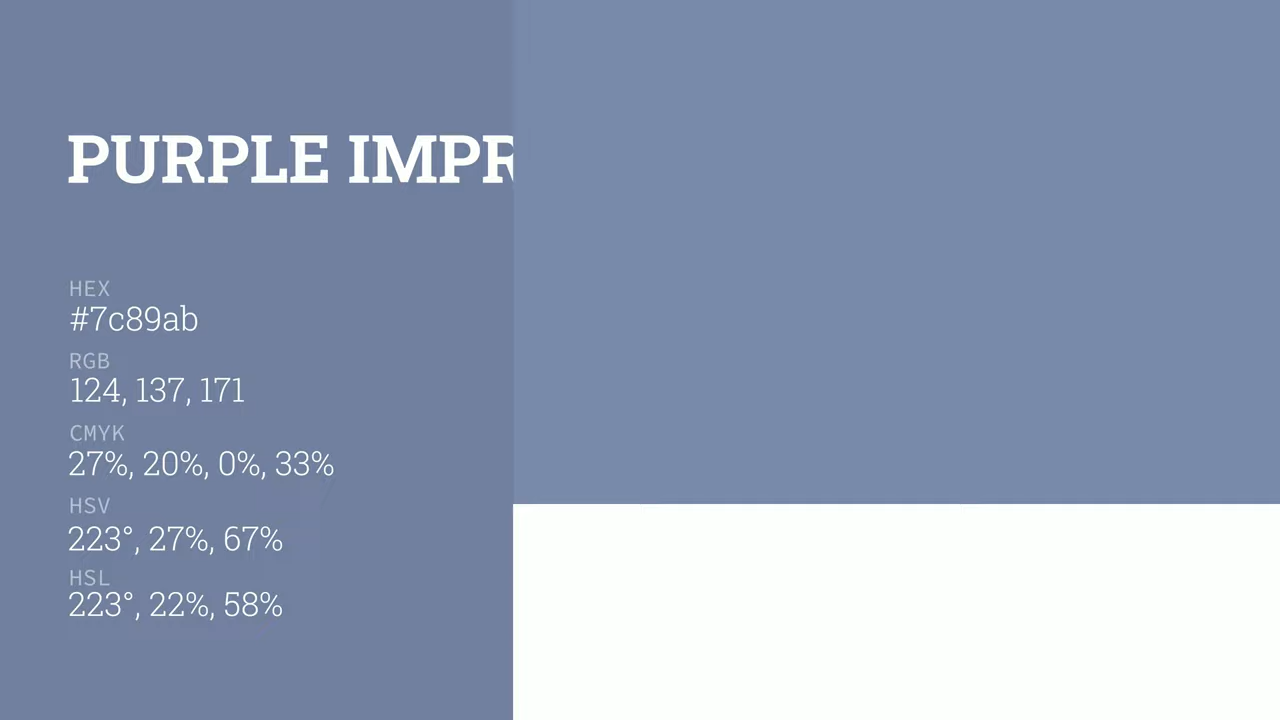 PURPLE IMPR
HEX
#7c89ab
RGB
124, 137, 171
CMYK
27%, 20%, 0%, 33%
HSV
223°, 27%, 67%
HSL
223°, 22%, 58%